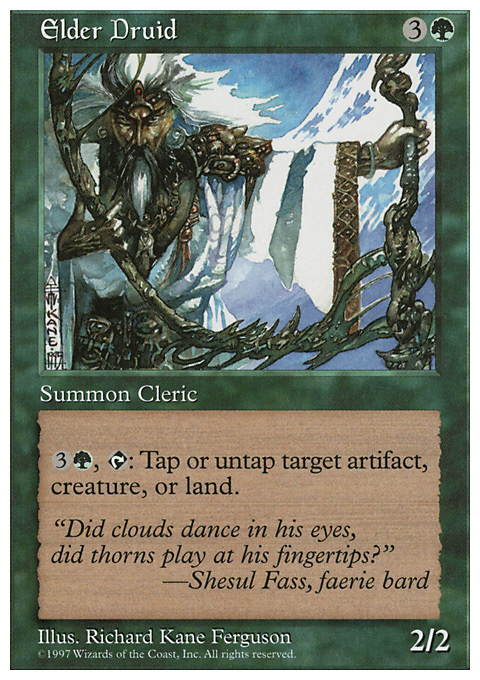 Elder Druid 3
Summon Cleric
3, : Tap or untap target artifact,
creature, or land.
“Did clouds dance in his eyes,
did thorns play at his fingertips?”
—Shesul Fass, faerie bard
Illus. Richard Kane Ferguson
2/2
©1997 Wizards of the Coast, Inc. All rights reserved.